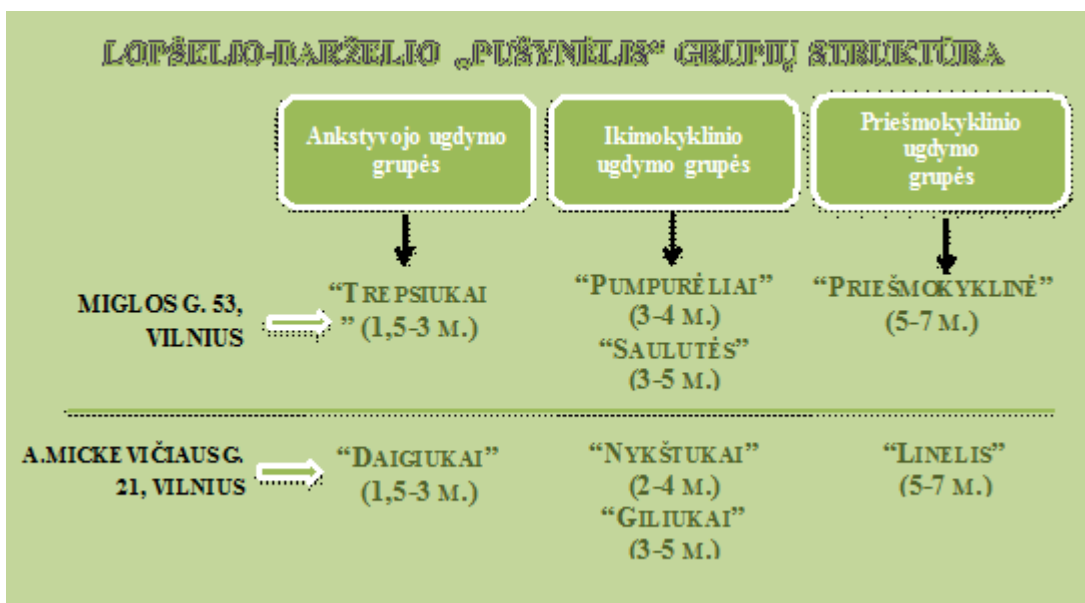 LOPŠELIO-DARŽELIO „PUŠYNĖLIS“ GRUPIŲ STRUKTŪRA
Ankstyvojo ugdymo
grupės
Ikimokyklinio
ugdymo grupės
Priešmokyklinio
ugdymo
grupės
MIGLOS G. 53,
VILNIUS
“TREPSIUKAI
” (1,5-3 M.)
“PUMPURĖLIAI”
(3-4 M.)
“SAULUTĖS”
(3-5 M.)
“PRIEŠMOKYKLINĖ”
(5-7 M.)
A.MICKEVIČIAUS G.
21, VILNIUS
“DAIGIUKAI”
(1,5-3 M.)
“NYKŠTUKAI”
(2-4 M.)
“GILIUKAI”
(3-5 M.)
“LINELIS”
(5-7 M.)